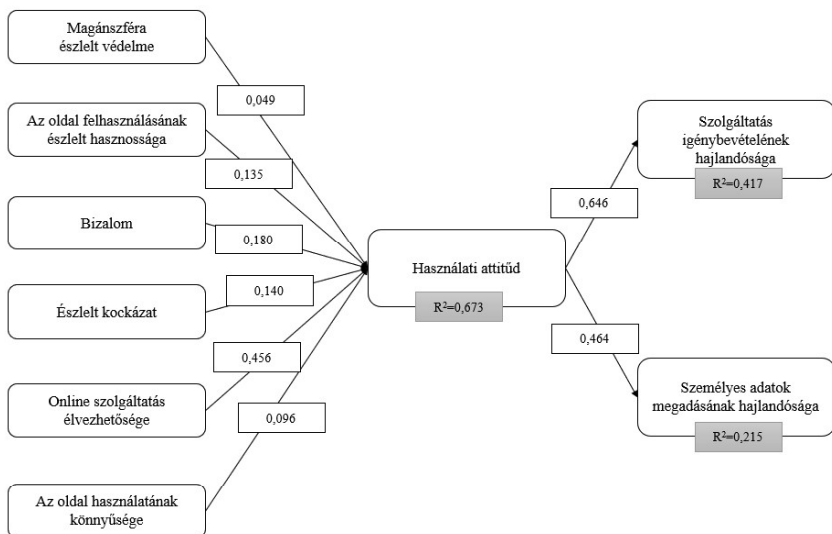 Magánszféra
észlelt védelme
0,049
Az oldal felhasználásának
észlelt hasznossága
0,135
Bizalom
0,180
Észlelt kockázat
0,140
Online szolgáltatás
élvezhetősége
0,456
Az oldal használatának
könnyűsége
0,096
Használati attitűd
R²=0,673
0,646
0,464
Szolgáltatás
igénybevételének
hajlandósága
R²=0,417
Személyes adatok
megadásának hajlandósága
R²=0,215